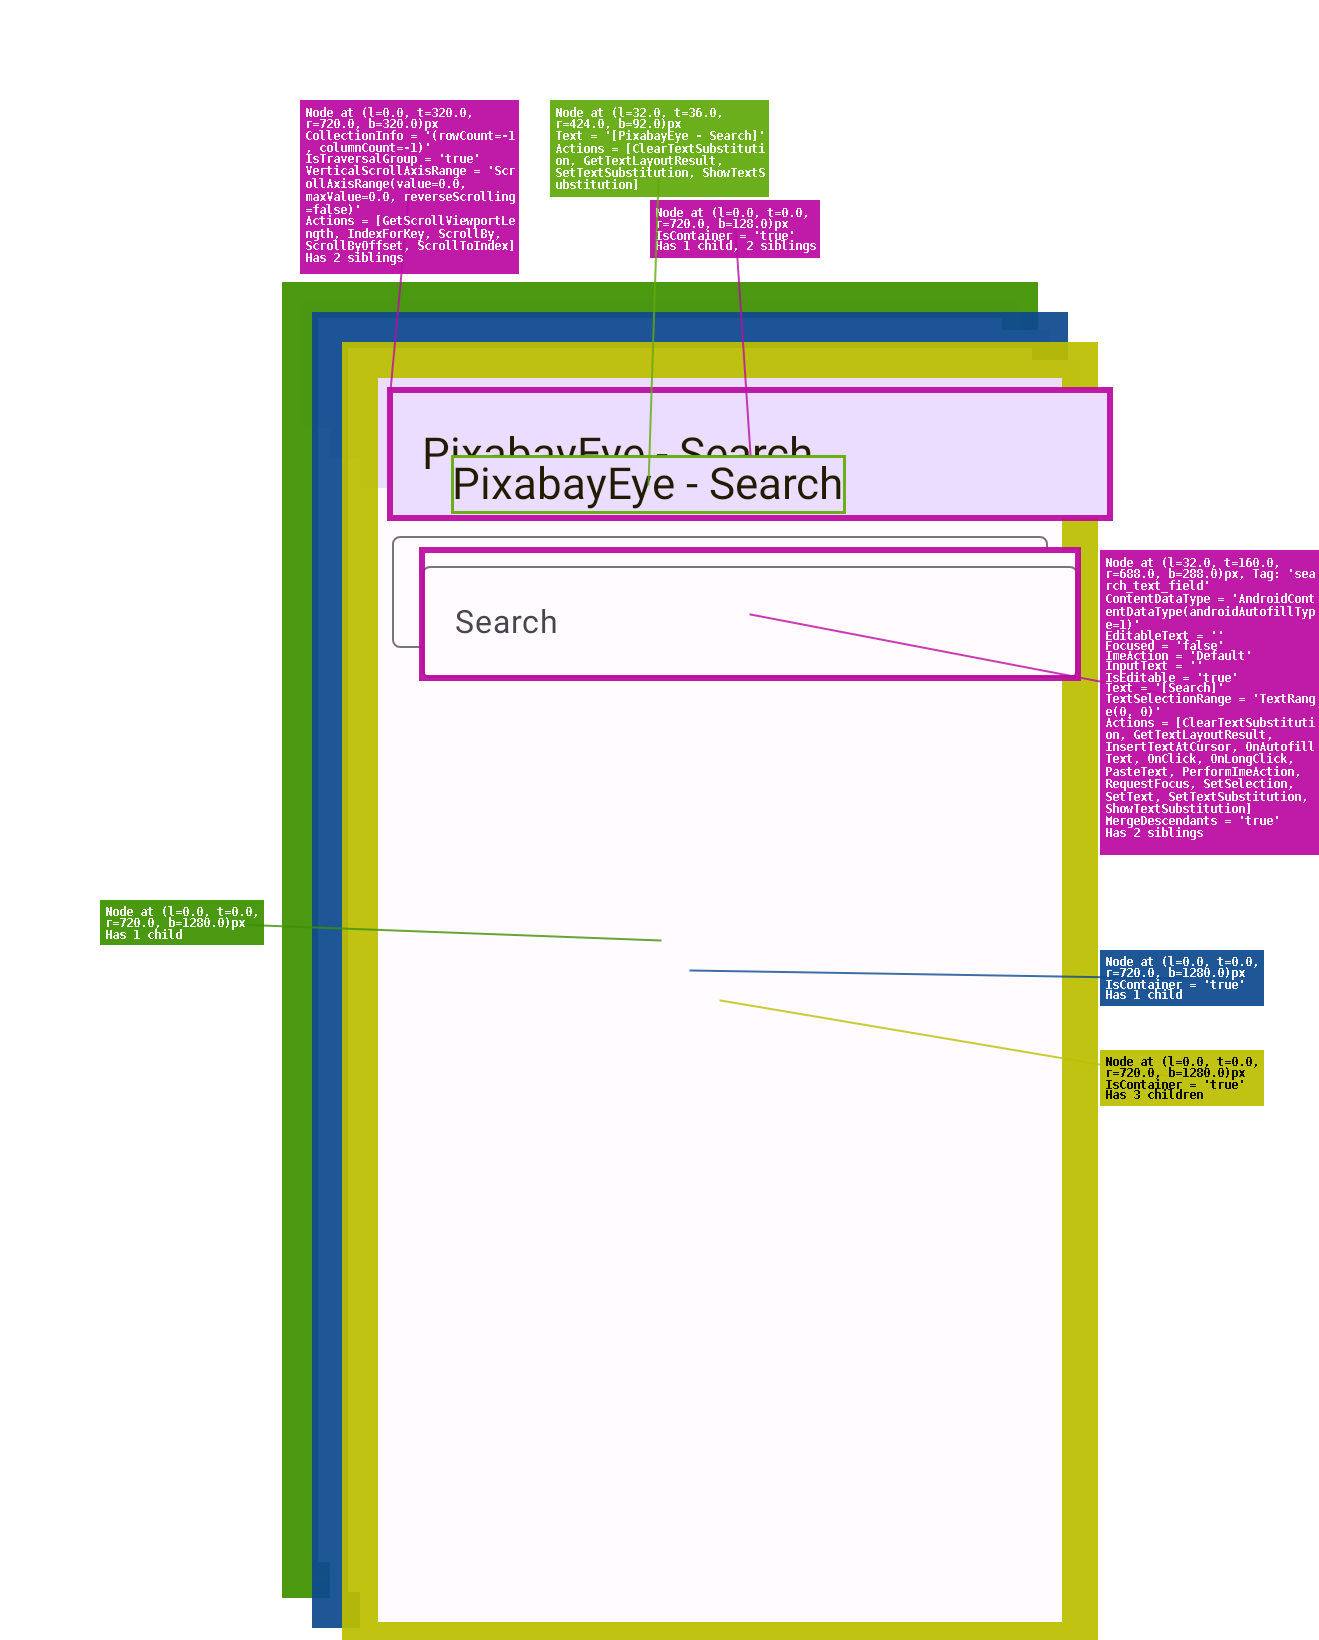 Node at (l=0.0, t=320.0,
r=720.0, b=320.0)px
CollectionInfo = '(rowCount=-1
, columnCount=-1)'
IsTraversalGroup = 'true'
VerticalScrollAxisRange = 'Scr
ollAxisRange(value=0.0,
maxValue=0.0, reverseScrolling
=false)'
Actions = [GetScrollViewportLe
ngth, IndexForKey, ScrollBy,
ScrollByOffset, ScrollToIndex]
Has 2 siblings
Node at (l=32.0, t=36.0,
r=424.0, b=92.0)px
Text = '[PixabayEye - Search]'
Actions = [ClearTextSubstituti
on, GetTextLayoutResult,
SetTextSubstitution, ShowTextS
ubstitution]
Node at (l=0.0, t=0.0,
r=720.0, b=128.0)px
IsContainer = 'true'
Has 1 child, 2 siblings
PixabayEye - Search
PixabayEye - Search
Search
Node at (l=32.0, t=160.0,
r=688.0, b=288.0)px, Tag: 'sea
rch_text_field'
ContentDataType = 'AndroidCont
entDataType(androidAutofillTyp
e=1)'
EditableText = ''
Focused = 'false'
ImeAction = 'Default'
InputText = ''
IsEditable = 'true'
Text = '[Search]'
TextSelectionRange = 'TextRang
e(0, 0)'
Actions = [ClearTextSubstituti
on, GetTextLayoutResult,
InsertTextAtCursor, OnAutofill
Text, OnClick, OnLongClick,
PasteText, PerformImeAction,
RequestFocus, SetSelection,
SetText, SetTextSubstitution,
ShowTextSubstitution]
MergeDescendants = 'true'
Has 2 siblings
Node at (l=0.0, t=0.0,
r=720.0, b=1280.0)px
Has 1 child
Node at (l=0.0, t=0.0,
r=720.0, b=1280.0)px
IsContainer = 'true'
Has 1 child
Node at (l=0.0, t=0.0,
r=720.0, b=1280.0)px
IsContainer = 'true'
Has 3 children